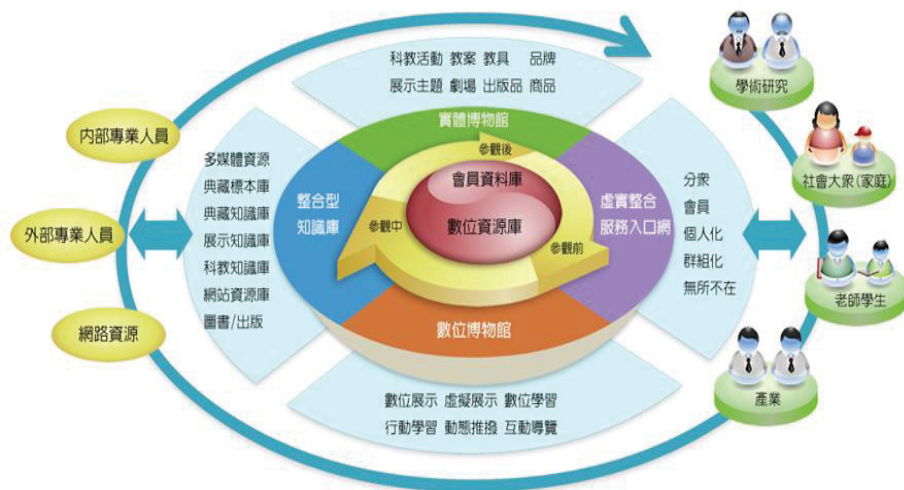 科教活動 教案 教具 品牌
展示主題 劇場 出版品 商品
學術研究
內部專業人員
外部專業人員
網路資源
多媒體資源
典藏標本庫
典藏知識庫
展示知識庫
科教知識庫
網站資源庫
圖書/出版
整合型
知識庫
實體博物館
參觀後
會員資料庫
數位資源庫
參觀中
參觀前
虛實整合
服務入口網
數位博物館
分衆
會員
個人化
群組化
無所不在
社會大衆(家庭)
老師學生
產業
數位展示 虛擬展示 數位學習
行動學習 動態推撥 互動導覽